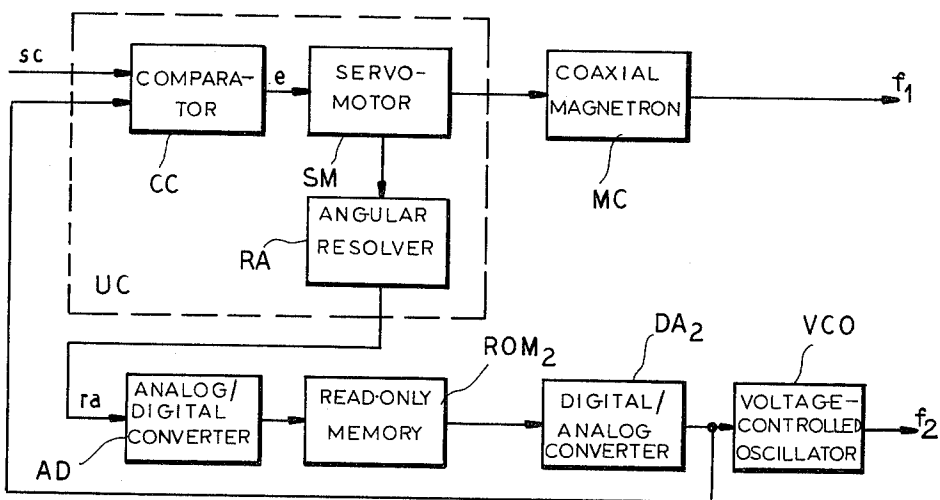 sc
COMPARA-
TOR
e
SERVO-
MOTOR
COAXIAL
MAGNETRON
f1
CC
SM
MC
ANGULAR
RESOLVER
RA
UC
ra
ANALOG/
DIGITAL
CONVERTER
AD
READ-ONLY
MEMORY
ROM2
DIGITAL/
ANALOG
CONVERTER
DA2
VOLTAGE-
CONTROLLED
OSCILLATOR
VCO
f2